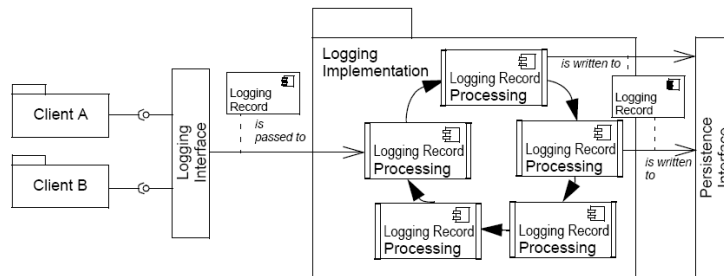 Client A
Client B
Logging
Interface
Logging
Record
is
passed to
Logging
Implementation
Logging Record
Processing
Logging Record
Processing
Logging Record
Processing
Logging Record
Processing
Logging Record
Processing
is written to
Logging
Record
is written
to
Persistence
Interface